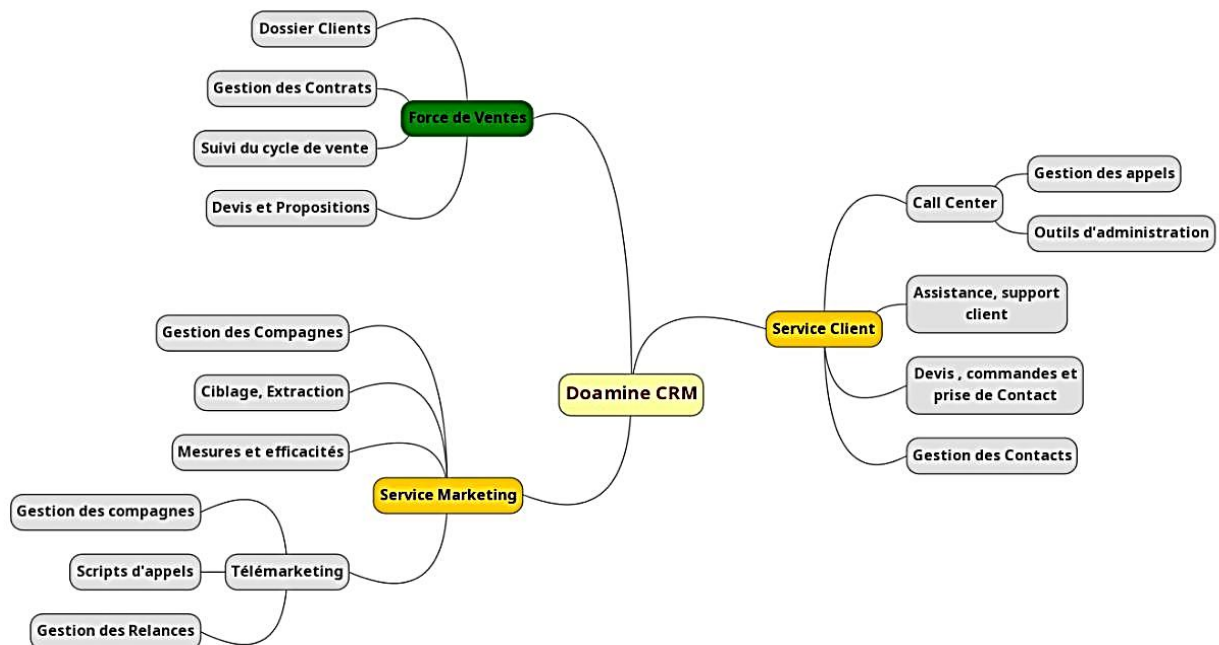 Dossier Clients
Gestion des Contrats
Force de Ventes
Suivi du cycle de vente
Devis et Propositions
Gestion des appels
Call Center
Outils d'administration
Assistance, support
client
Service Client
Devis , commandes et
prise de Contact
Gestion des Contacts
Doamine CRM
Gestion des Compagnes
Ciblage, Extraction
Mesures et efficacités
Service Marketing
Gestion des compagnes
Scripts d'appels
Télémarketing
Gestion des Relances